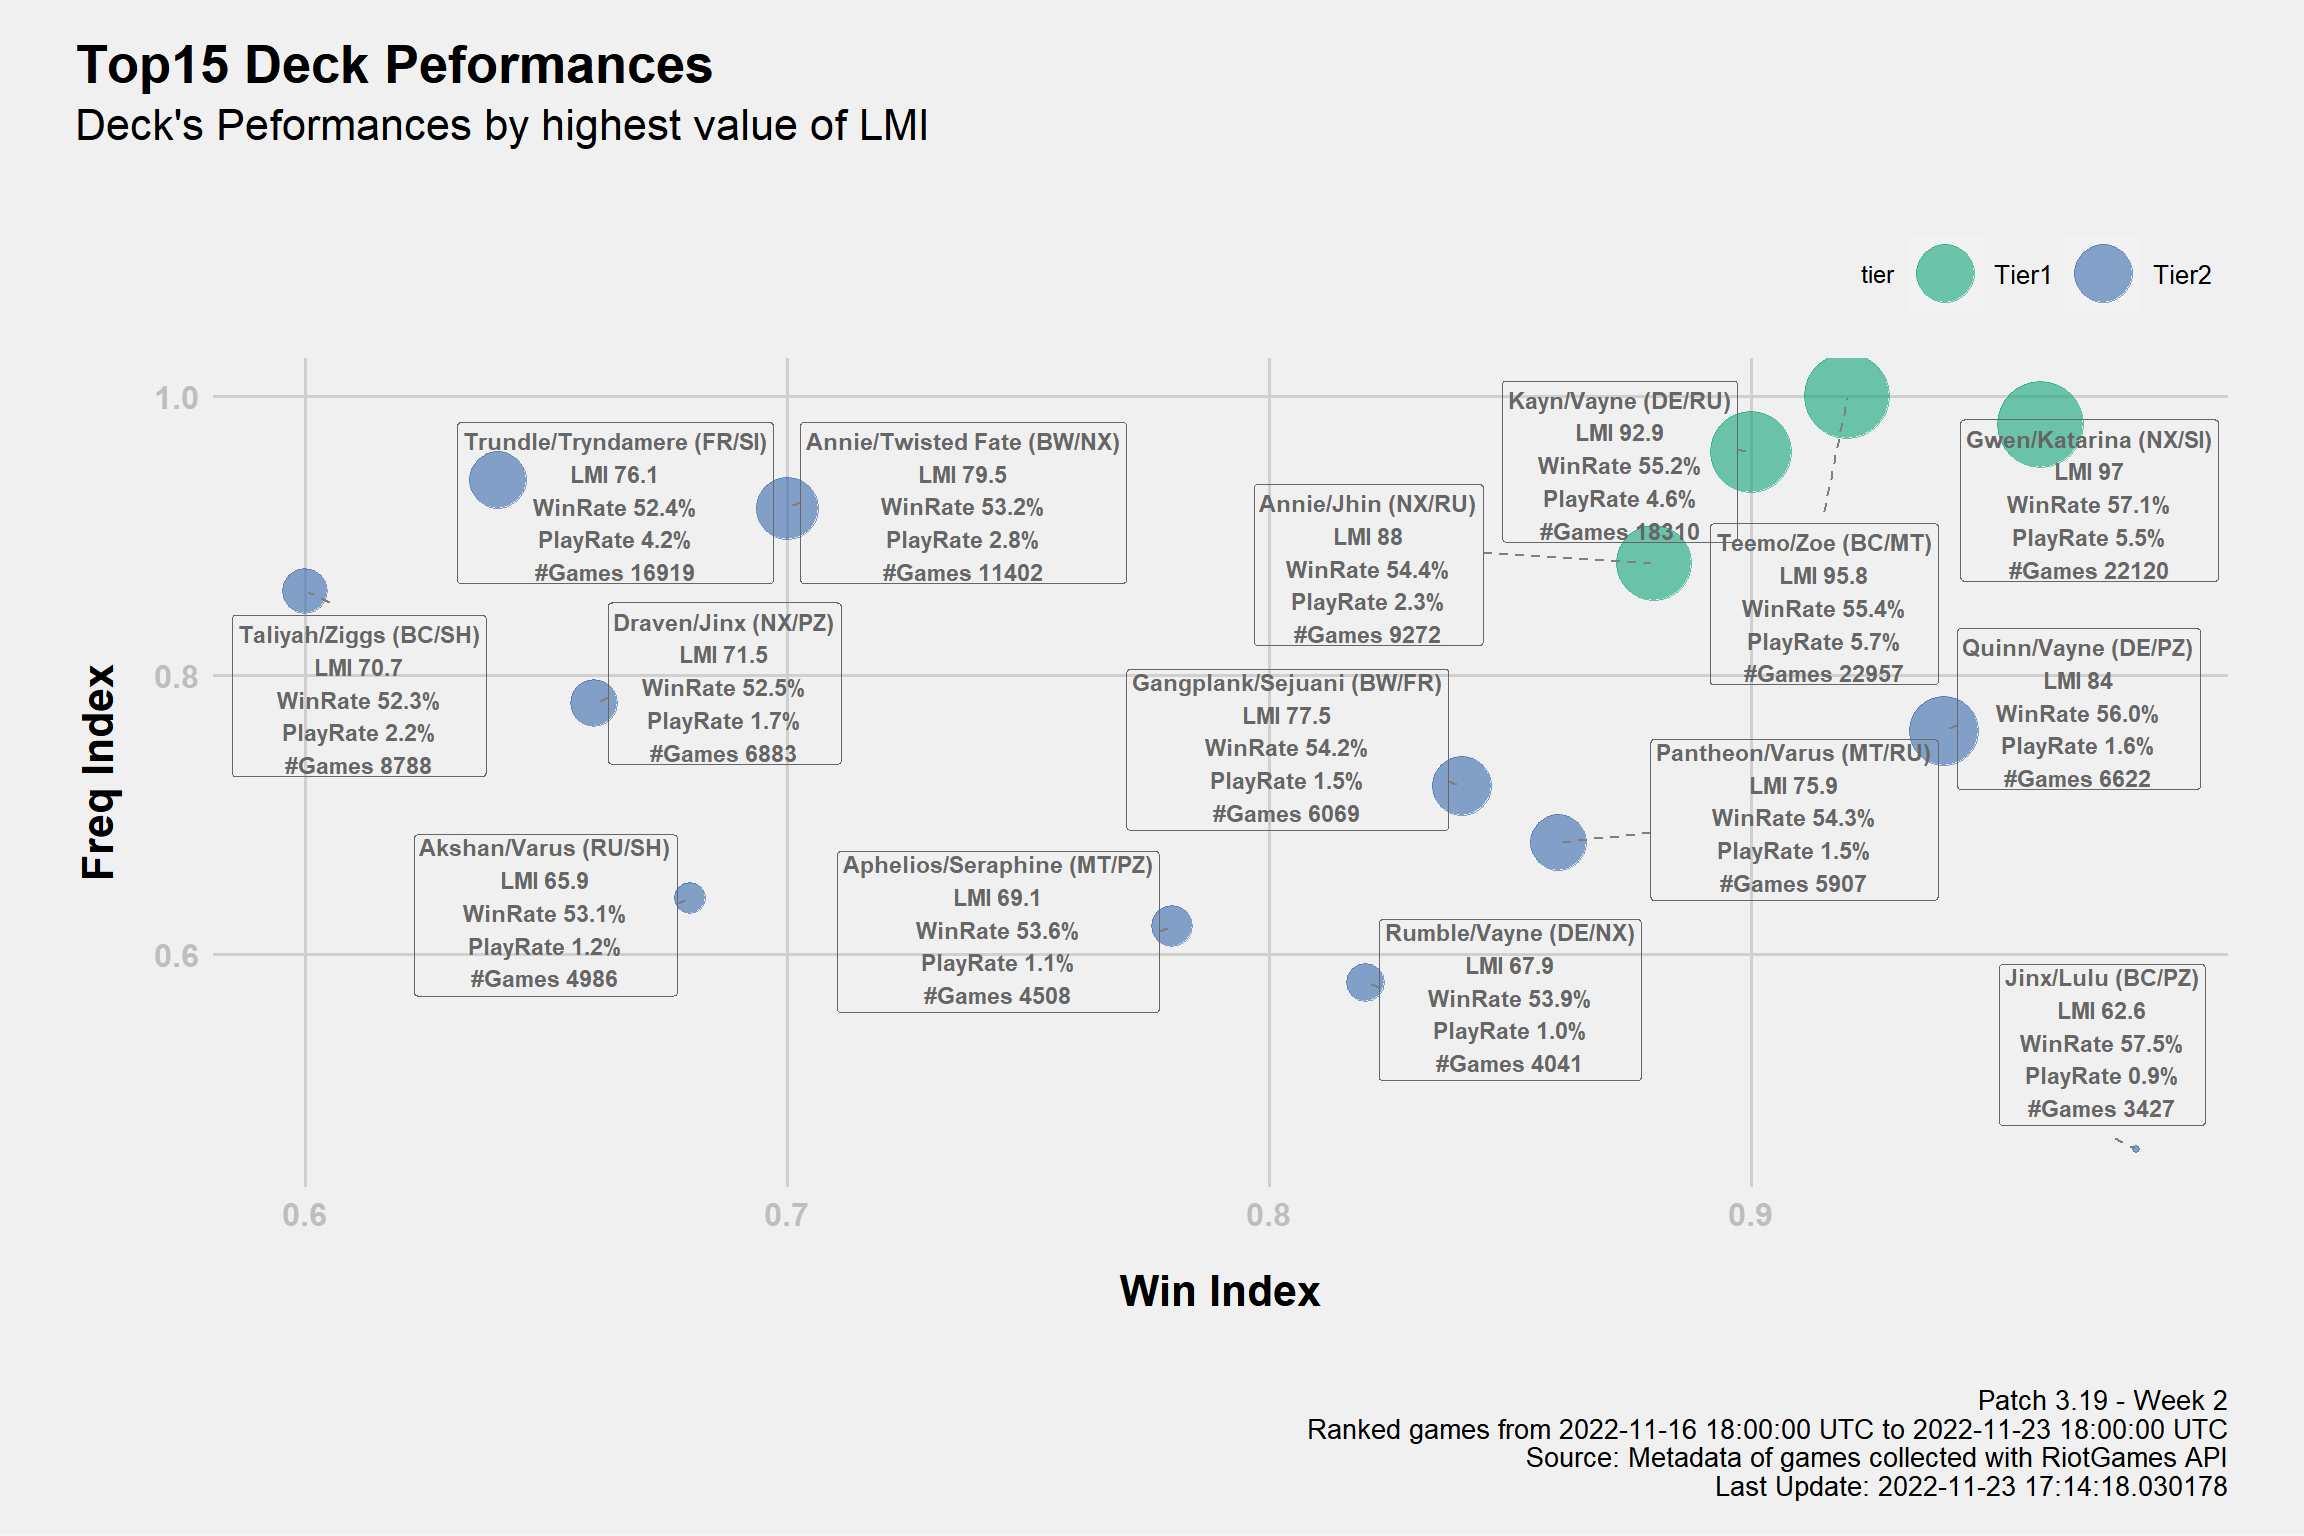 Top15 Deck Peformances
Deck's Peformances by highest value of LMI
tier
Tier1
Tier2
1.0
0.8
0.6
Freq Index
Kayn/Vayne (DE/RU)
LMI 92.9
WinRate 55.2%
PlayRate 4.6%
#Games 18310
Gwen/Katarina (NX/SI)
LMI 97
WinRate 57.1%
PlayRate 5.5%
#Games 22120
Trundle/Tryndamere (FR/SI)
LMI 76.1
WinRate 52.4%
PlayRate 4.2%
#Games 16919
Annie/Twisted Fate (BW/NX)
LMI 79.5
WinRate 53.2%
PlayRate 2.8%
#Games 11402
Annie/Jhin (NX/RU)
LMI 88
WinRate 54.4%
PlayRate 2.3%
#Games 9272
Teemo/Zoe (BC/MT)
LMI 95.8
WinRate 55.4%
PlayRate 5.7%
#Games 22957
Taliyah/Ziggs (BC/SH)
LMI 70.7
WinRate 52.3%
PlayRate 2.2%
#Games 8788
Draven/Jinx (NX/PZ)
LMI 71.5
WinRate 52.5%
PlayRate 1.7%
#Games 6883
Gangplank/Sejuani (BW/FR)
LMI 77.5
WinRate 54.2%
PlayRate 1.5%
#Games 6069
Quinn/Vayne (DE/PZ)
LMI 84
WinRate 56.0%
PlayRate 1.6%
#Games 6622
Pantheon/Varus (MT/RU)
LMI 75.9
WinRate 54.3%
PlayRate 1.5%
#Games 5907
Akshan/Varus (RU/SH)
LMI 65.9
WinRate 53.1%
PlayRate 1.2%
#Games 4986
Aphelios/Seraphine (MT/PZ)
LMI 69.1
WinRate 53.6%
PlayRate 1.1%
#Games 4508
Rumble/Vayne (DE/NX)
LMI 67.9
WinRate 53.9%
PlayRate 1.0%
#Games 4041
Jinx/Lulu (BC/PZ)
LMI 62.6
WinRate 57.5%
PlayRate 0.9%
#Games 3427
0.6
0.7
0.8
0.9
Win Index
Patch 3.19 - Week 2
Ranked games from 2022-11-16 18:00:00 UTC to 2022-11-23 18:00:00 UTC
Source: Metadata of games collected with RiotGames API
Last Update: 2022-11-23 17:14:18.030178